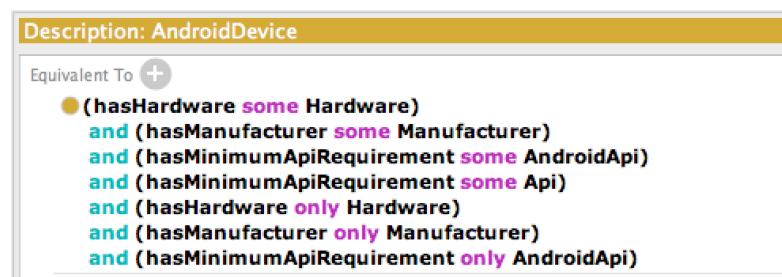 Description: AndroidDevice
Equivalent To +
(hasHardware some Hardware)
and (hasManufacturer some Manufacturer)
and (hasMinimumApiRequirement some AndroidApi)
and (hasMinimumApiRequirement some Api)
and (hasHardware only Hardware)
and (hasManufacturer only Manufacturer)
and (hasMinimumApiRequirement only AndroidApi)